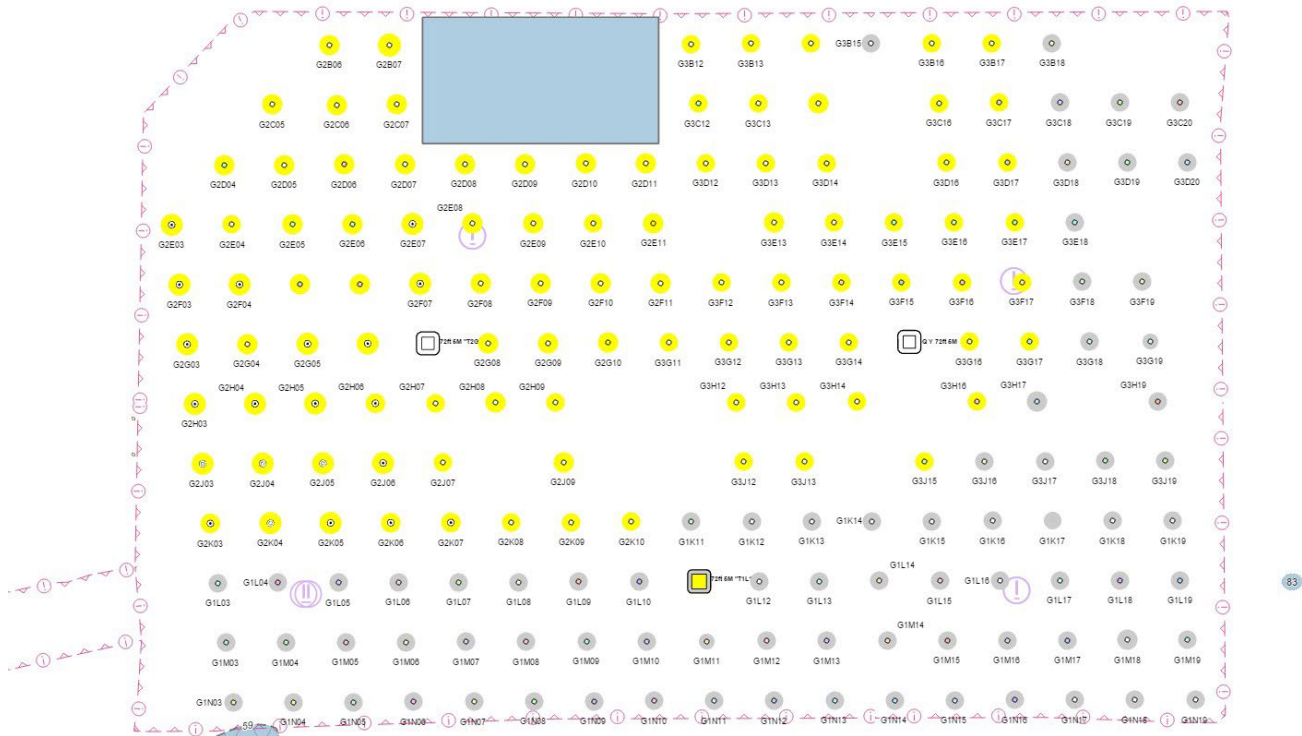 G2B06 G2B07 G3B12 G3B13 G3B15 G3B16 G3B17 G3B18
G2C05 G2C06 G2C07 G3C12 G3C13 G3C16 G3C17 G3C18 G3C19 G3C20
G2D04 G2D05 G2D06 G2D07 G2D08 G2D09 G2D10 G2D11 G3D12 G3D13 G3D14 G3D16 G3D17 G3D18 G3D19 G3D20
G2E08
G2E03 G2E04 G2E05 G2E06 G2E07 G2E09 G2E10 G2E11 G3E13 G3E14 G3E15 G3E16 G3E17 G3E18
G2F03 G2F04 G2F07 G2F08 G2F09 G2F10 G2F11 G3F12 G3F13 G3F14 G3F15 G3F16 G3F17 G3F18 G3F19
72ft 6M "T2G Q Y 72ft 6M
G2G03 G2G04 G2G05 G2G08 G2G09 G2G10 G3G11 G3G12 G3G13 G3G14 G3G16 G3G17 G3G18 G3G19
G2H04 G2H05 G2H06 G2H07 G2H08 G2H09 G3H12 G3H13 G3H14 G3H16 G3H17 G3H19
G2H03
G2J03 G2J04 G2J05 G2J06 G2J07 G2J09 G3J12 G3J13 G3J15 G3J16 G3J17 G3J18 G3J19
G1K14
G2K03 G2K04 G2K05 G2K06 G2K07 G2K08 G2K09 G2K10 G1K11 G1K12 G1K13 G1K15 G1K16 G1K17 G1K18 G1K19
G1L14
G1L04 72ft 6M "T1L" G1L16 83
G1L03 G1L05 G1L06 G1L07 G1L08 G1L09 G1L10 G1L12 G1L13 G1L15 G1L17 G1L18 G1L19
G1M14
G1M03 G1M04 G1M05 G1M06 G1M07 G1M08 G1M09 G1M10 G1M11 G1M12 G1M13 G1M15 G1M16 G1M17 G1M18 G1M19
G1N03
59 G1N04 G1N05 G1N06 G1N07 G1N08 G1N09 G1N10 G1N11 G1N12 G1N13 G1N14 G1N15 G1N16 G1N17 G1N18 G1N19